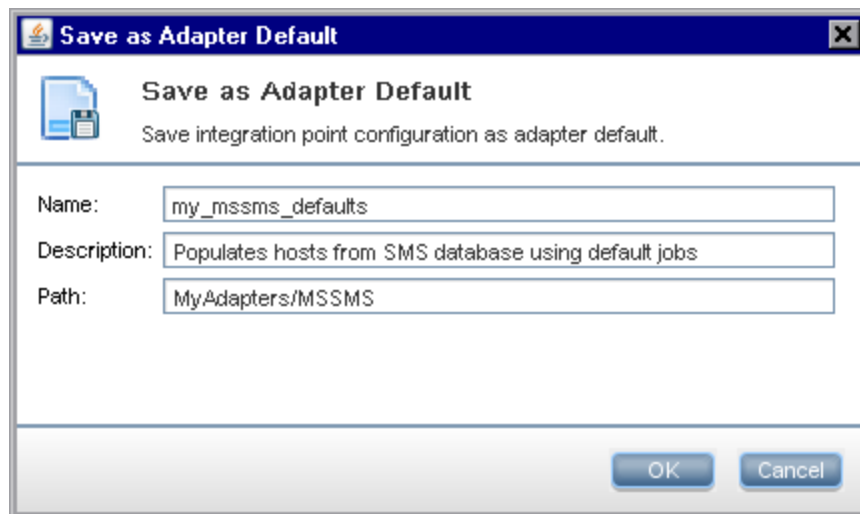 Save as Adapter Default
Save as Adapter Default
Save integration point configuration as adapter default.
Name: my_mssms_defaults
Description: Populates hosts from SMS database using default jobs
Path: MyAdapters/MSSMS
OK Cancel